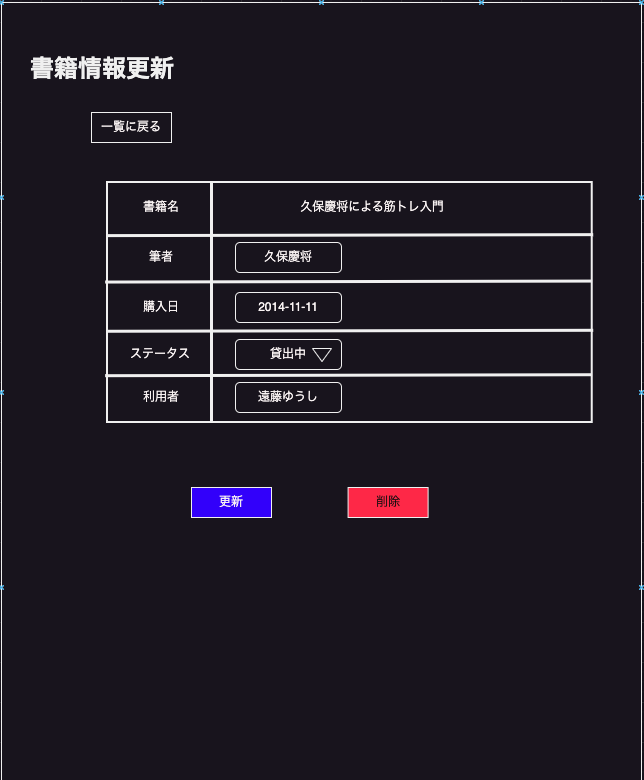 書籍情報更新
一覧に戻る
書籍名 久保慶将による筋トレ入門
筆者 久保慶将
購入日 2014-11-11
ステータス 貸出中
利用者 遠藤ゆうし
更新 削除